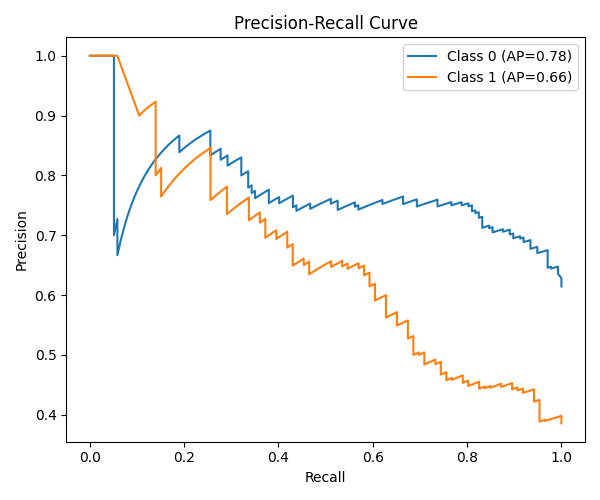 Precision-Recall Curve
Class 0 (AP=0.78)
Class 1 (AP=0.66)
Precision
1.0
0.9
0.8
0.7
0.6
0.5
0.4
0.0 0.2 0.4 0.6 0.8 1.0
Recall